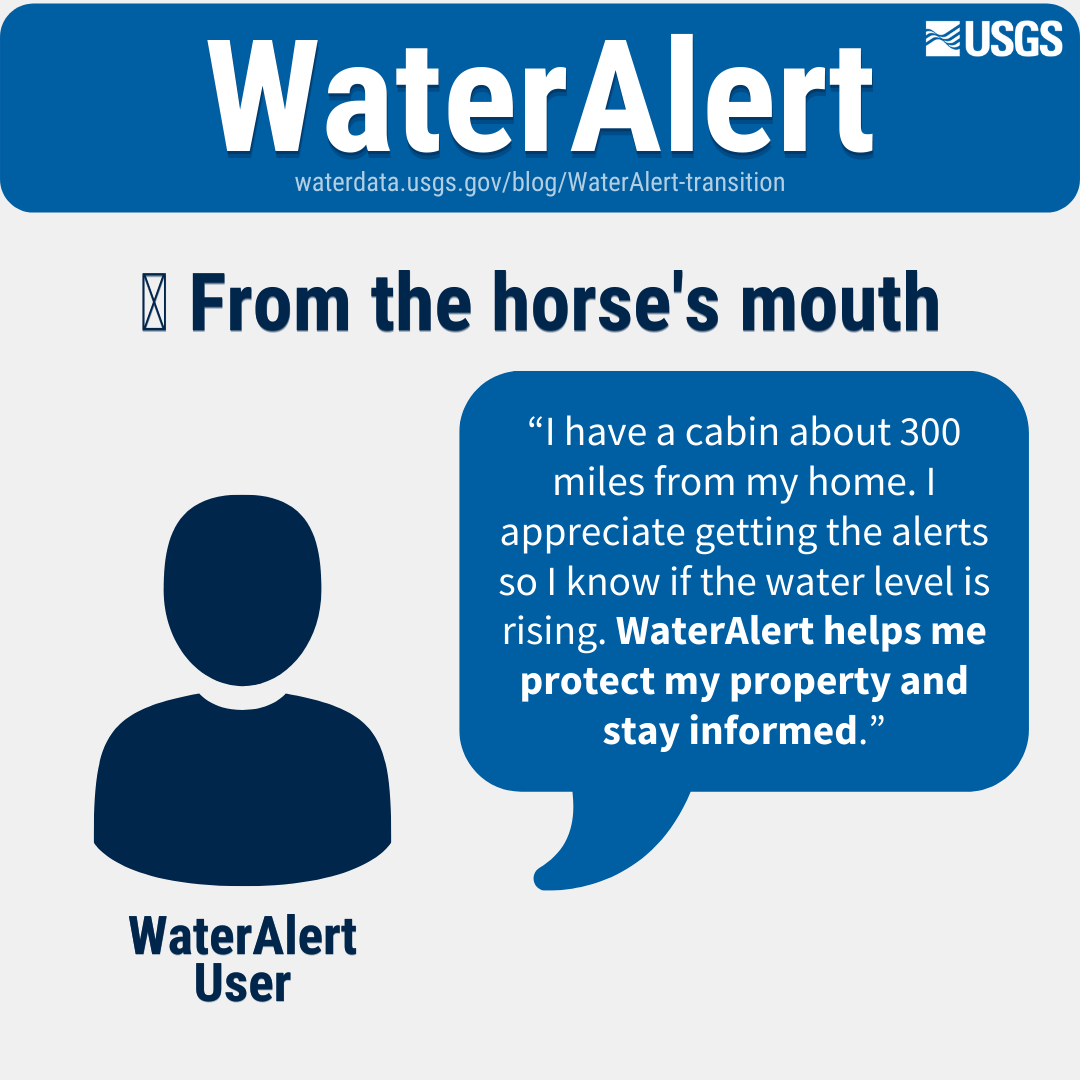 USGS
WaterAlert
waterdata.usgs.gov/blog/WaterAlert-transition
From the horse's mouth
“I have a cabin about 300
miles from my home. I
appreciate getting the alerts
so I know if the water level is
rising. WaterAlert helps me
protect my property and
stay informed.”
WaterAlert
User